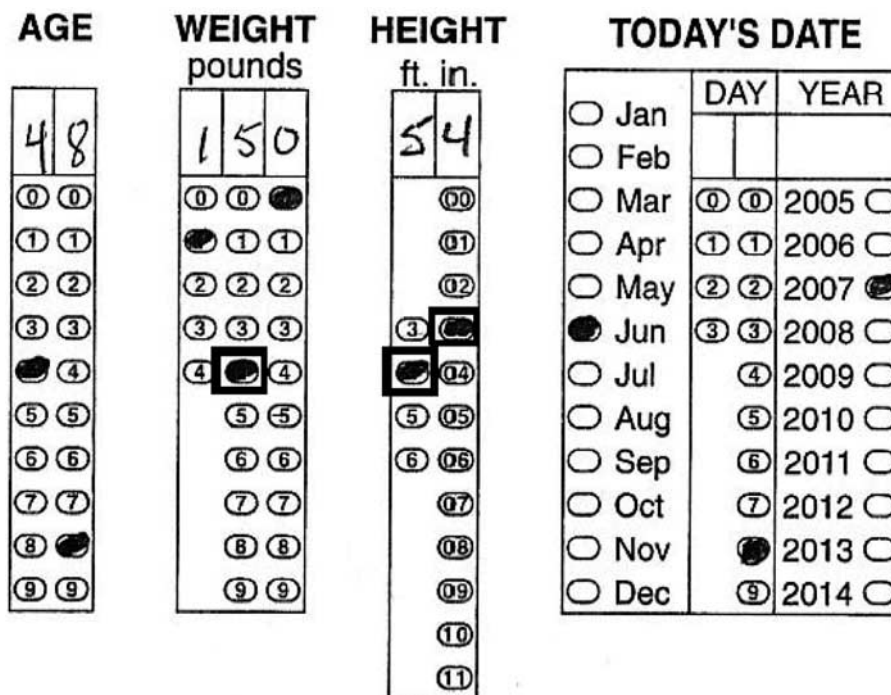 AGE WEIGHT HEIGHT TODAY'S DATE
pounds ft. in.
DAY YEAR
Jan
4 8 1 5 0 5 4
Feb
0 0 0 0 00 Mar 0 0 2005
1 1 1 1 01 Apr 1 1 2006
2 2 2 2 2 02 May 2 2 2007
3 3 3 3 3 3 Jun 3 3 2008
4 4 4 04 Jul 4 2009
5 5 5 5 5 05 Aug 5 2010
6 6 6 6 6 06 Sep 6 2011
7 7 7 7 07 Oct 7 2012
8 8 8 08 Nov 2013
9 9 9 9 09 Dec 9 2014
10
11